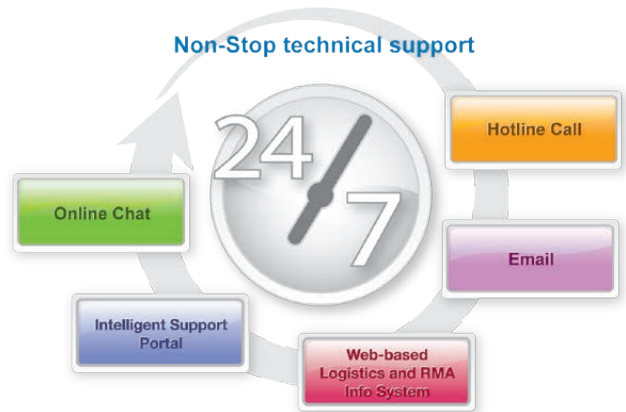 Non-Stop technical support
24
7
Hotline Call
Email
Web-based
Logistics and RMA
Info System
Intelligent Support
Portal
Online Chat